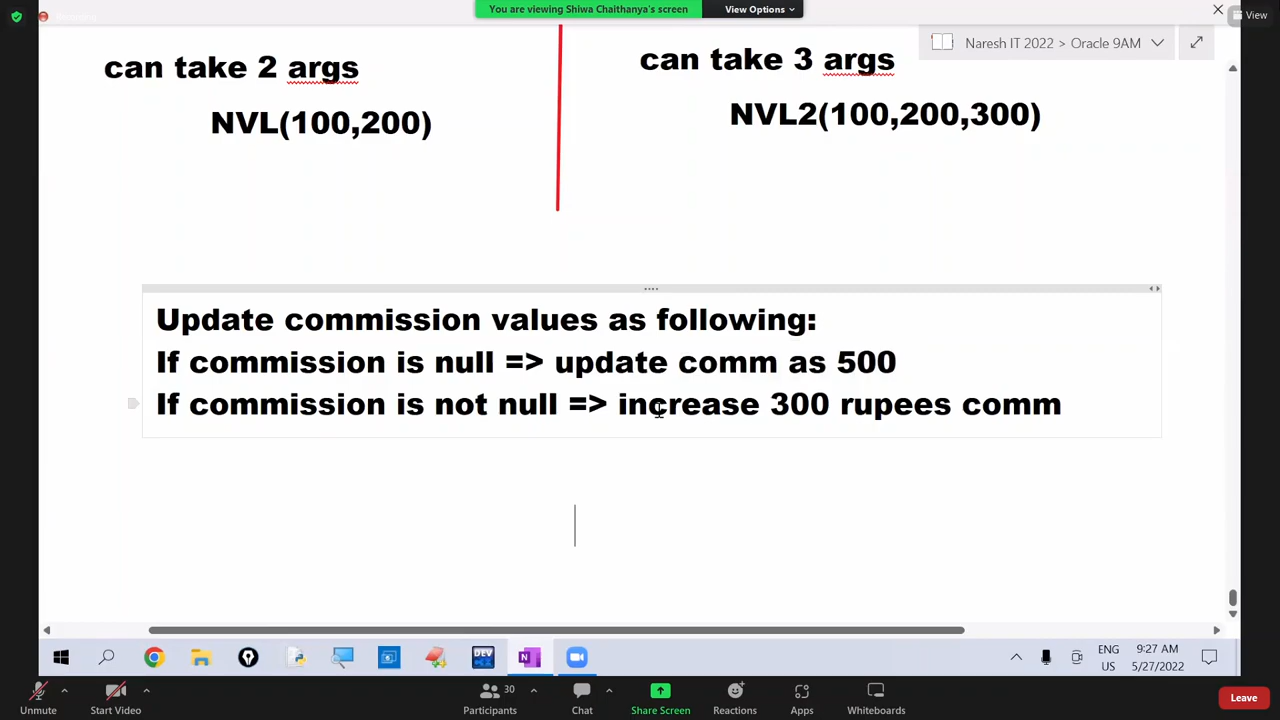 You are viewing Shiwa Chaithanya's screen
View Options
View
Naresh IT 2022 > Oracle 9AM
can take 2 args
can take 3 args
NVL(100,200)
NVL2(100,200,300)
Update commission values as following:
If commission is null => update comm as 500
If commission is not null => increase 300 rupees comm
DEV
ENG
US
9:27 AM
5/27/2022
30
Unmute
Start Video
Participants
Chat
Share Screen
Reactions
Apps
Whiteboards
Leave